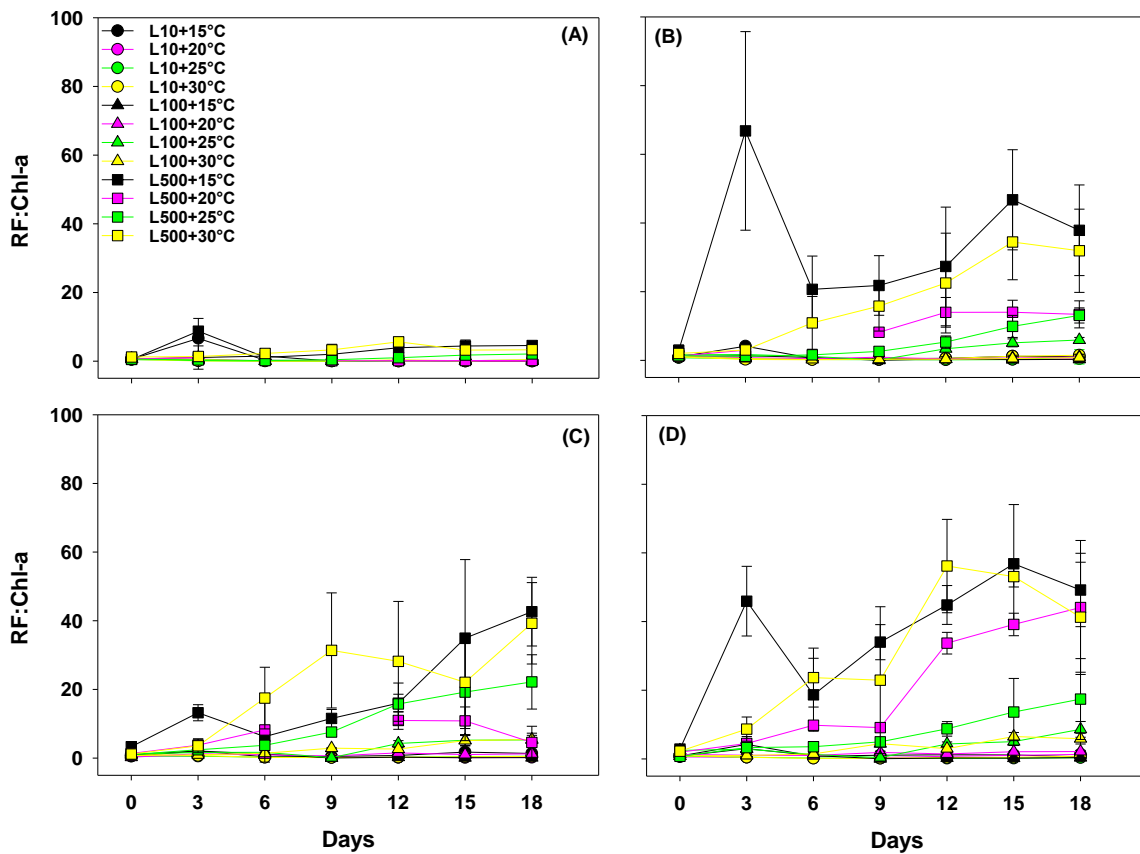 100
80
60
40
20
0
RF:Chl-a
L10+15°C
L10+20°C
L10+25°C
L10+30°C
L100+15°C
L100+20°C
L100+25°C
L100+30°C
L500+15°C
L500+20°C
L500+25°C
L500+30°C
(A)
(B)
100
80
60
40
20
0
RF:Chl-a
(C)
(D)
0 3 6 9 12 15 18
0 3 6 9 12 15 18
Days
Days